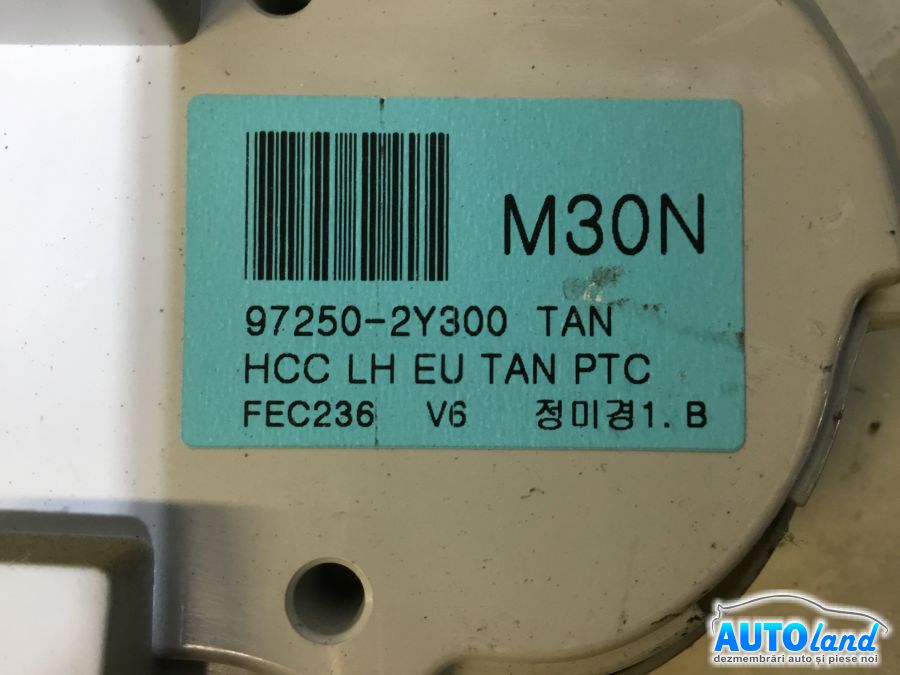 M30N
97250-2Y300 TAN
HCC LH EU TAN PTC
FEC236 V6 정미경1. B
AUTOland
dezmembrări auto și piese noi